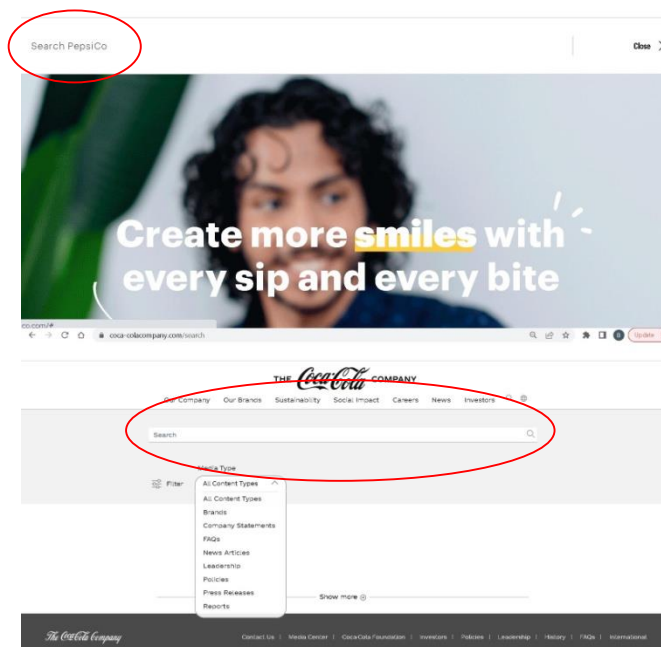 Search PepsiCo
Close
Create more smiles with
every sip and every bite
co.com/#
coca-colacompany.com/search
Update
THE Coca-Cola COMPANY
Our Company Our Brands Sustainability Social Impact Careers News Investors
Search
Media Type
Filter All Content Types
All Content Types
Brands
Company Statements
FAQs
News Articles
Leadership
Policies
Press Releases
Reports
Show more
The Coca-Cola Company
Contact Us | Media Center | Coca-Cola Foundation | Investors | Policies | Leadership | History | FAQs | International